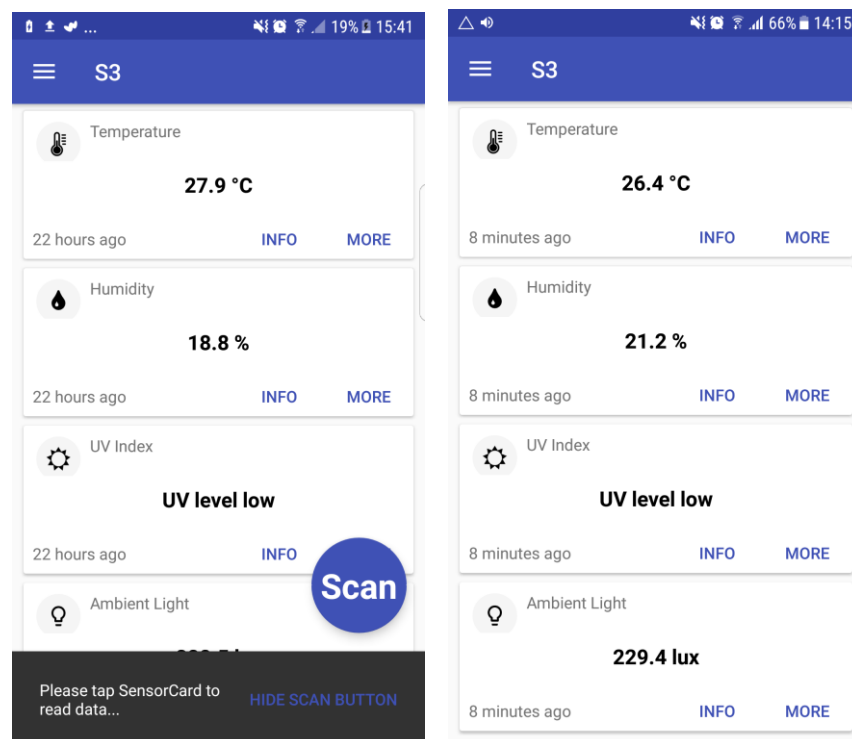 ... 19% 15:41
S3
Temperature
27.9 °C
22 hours ago INFO MORE
Humidity
18.8 %
22 hours ago INFO MORE
UV Index
UV level low
22 hours ago INFO
Scan
Ambient Light
Please tap SensorCard to
read data...
HIDE SCAN BUTTON
66% 14:15
S3
Temperature
26.4 °C
8 minutes ago INFO MORE
Humidity
21.2 %
8 minutes ago INFO MORE
UV Index
UV level low
8 minutes ago INFO MORE
Ambient Light
229.4 lux
8 minutes ago INFO MORE